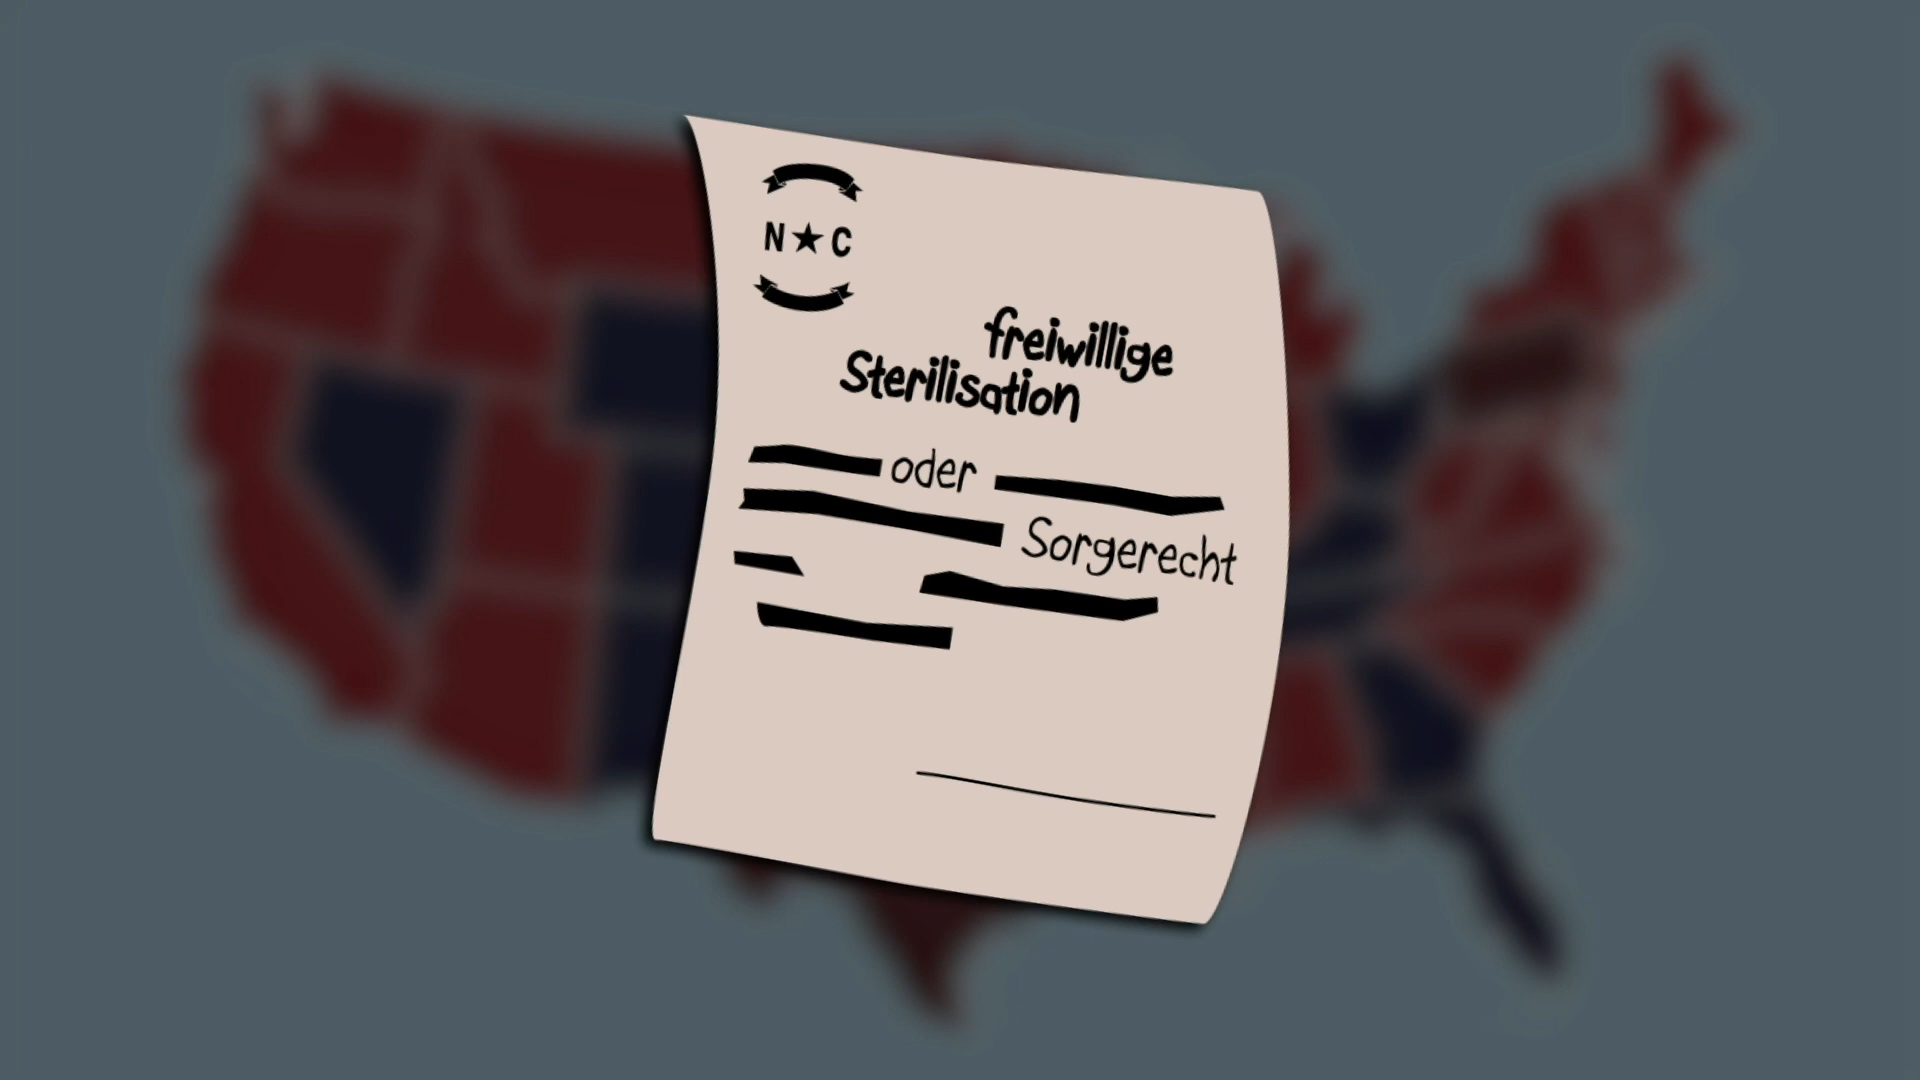 N★C
freiwillige
Sterilisation
oder
Sorgerecht